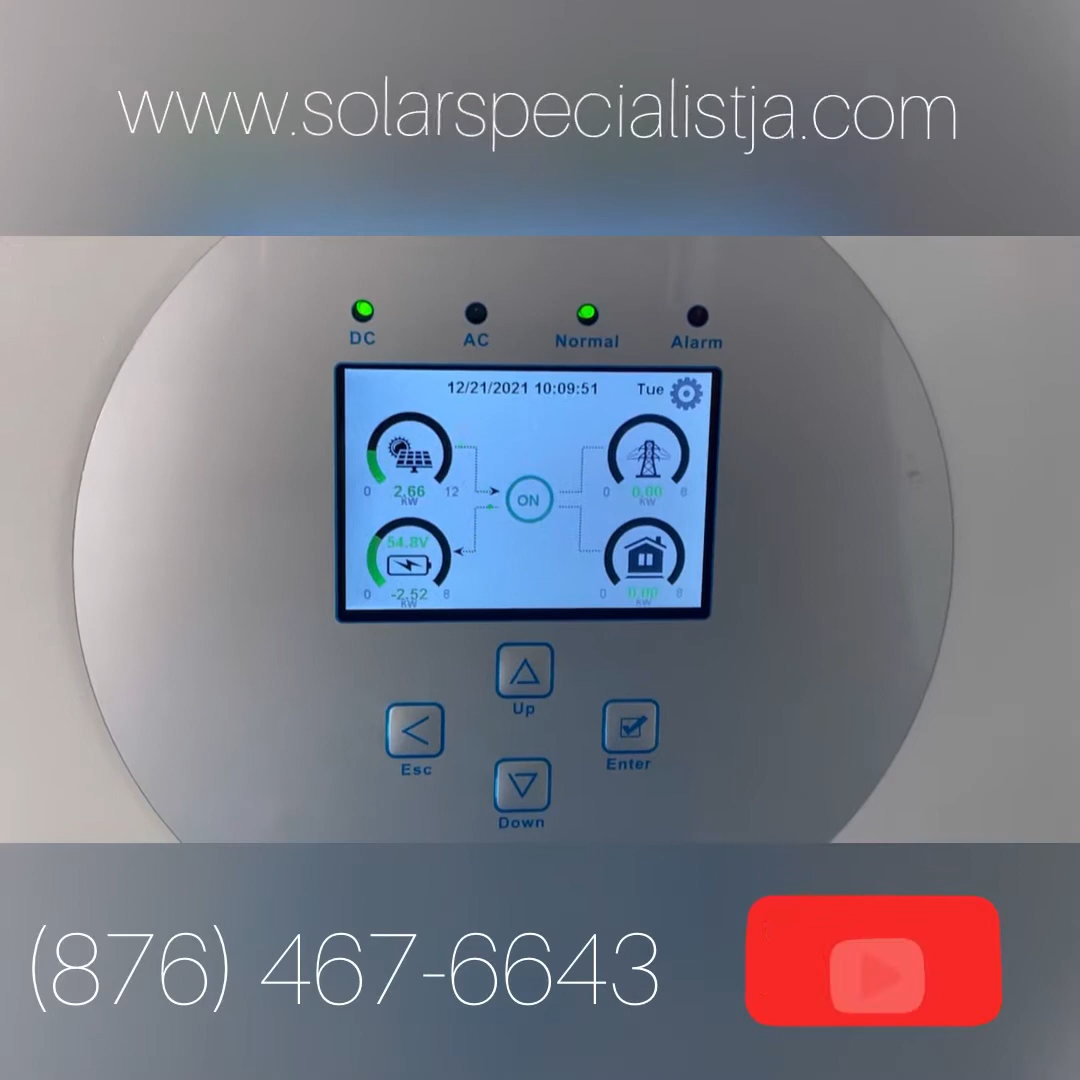 www.solarspecialistja.com
DC AC Normal Alarm
12/21/2021 10:09:51 Tue
0 2.66 12 0 0.00 8
KW KW
ON
54.8V
0 -2.52 8 0 0.00 8
KW KW
Up
Esc Enter
Down
(876) 467-6643